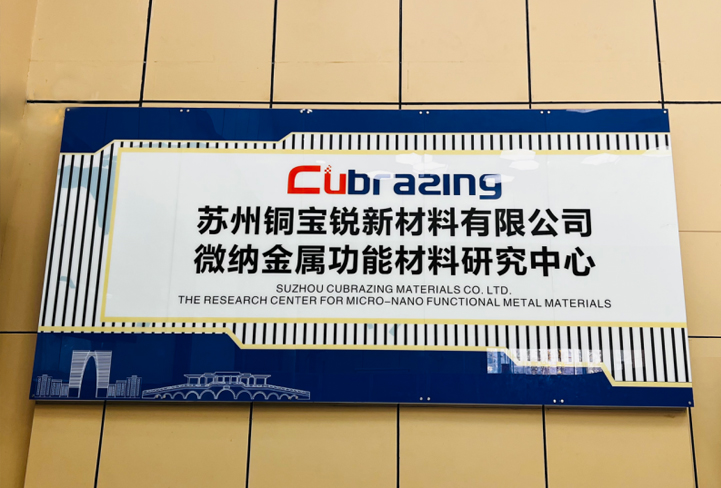 Cubrazing
苏州铜宝锐新材料有限公司
微纳金属功能材料研究中心
SUZHOU CUBRAZING MATERIALS CO. LTD.
THE RESEARCH CENTER FOR MICRO-NANO FUNCTIONAL METAL MATERIALS